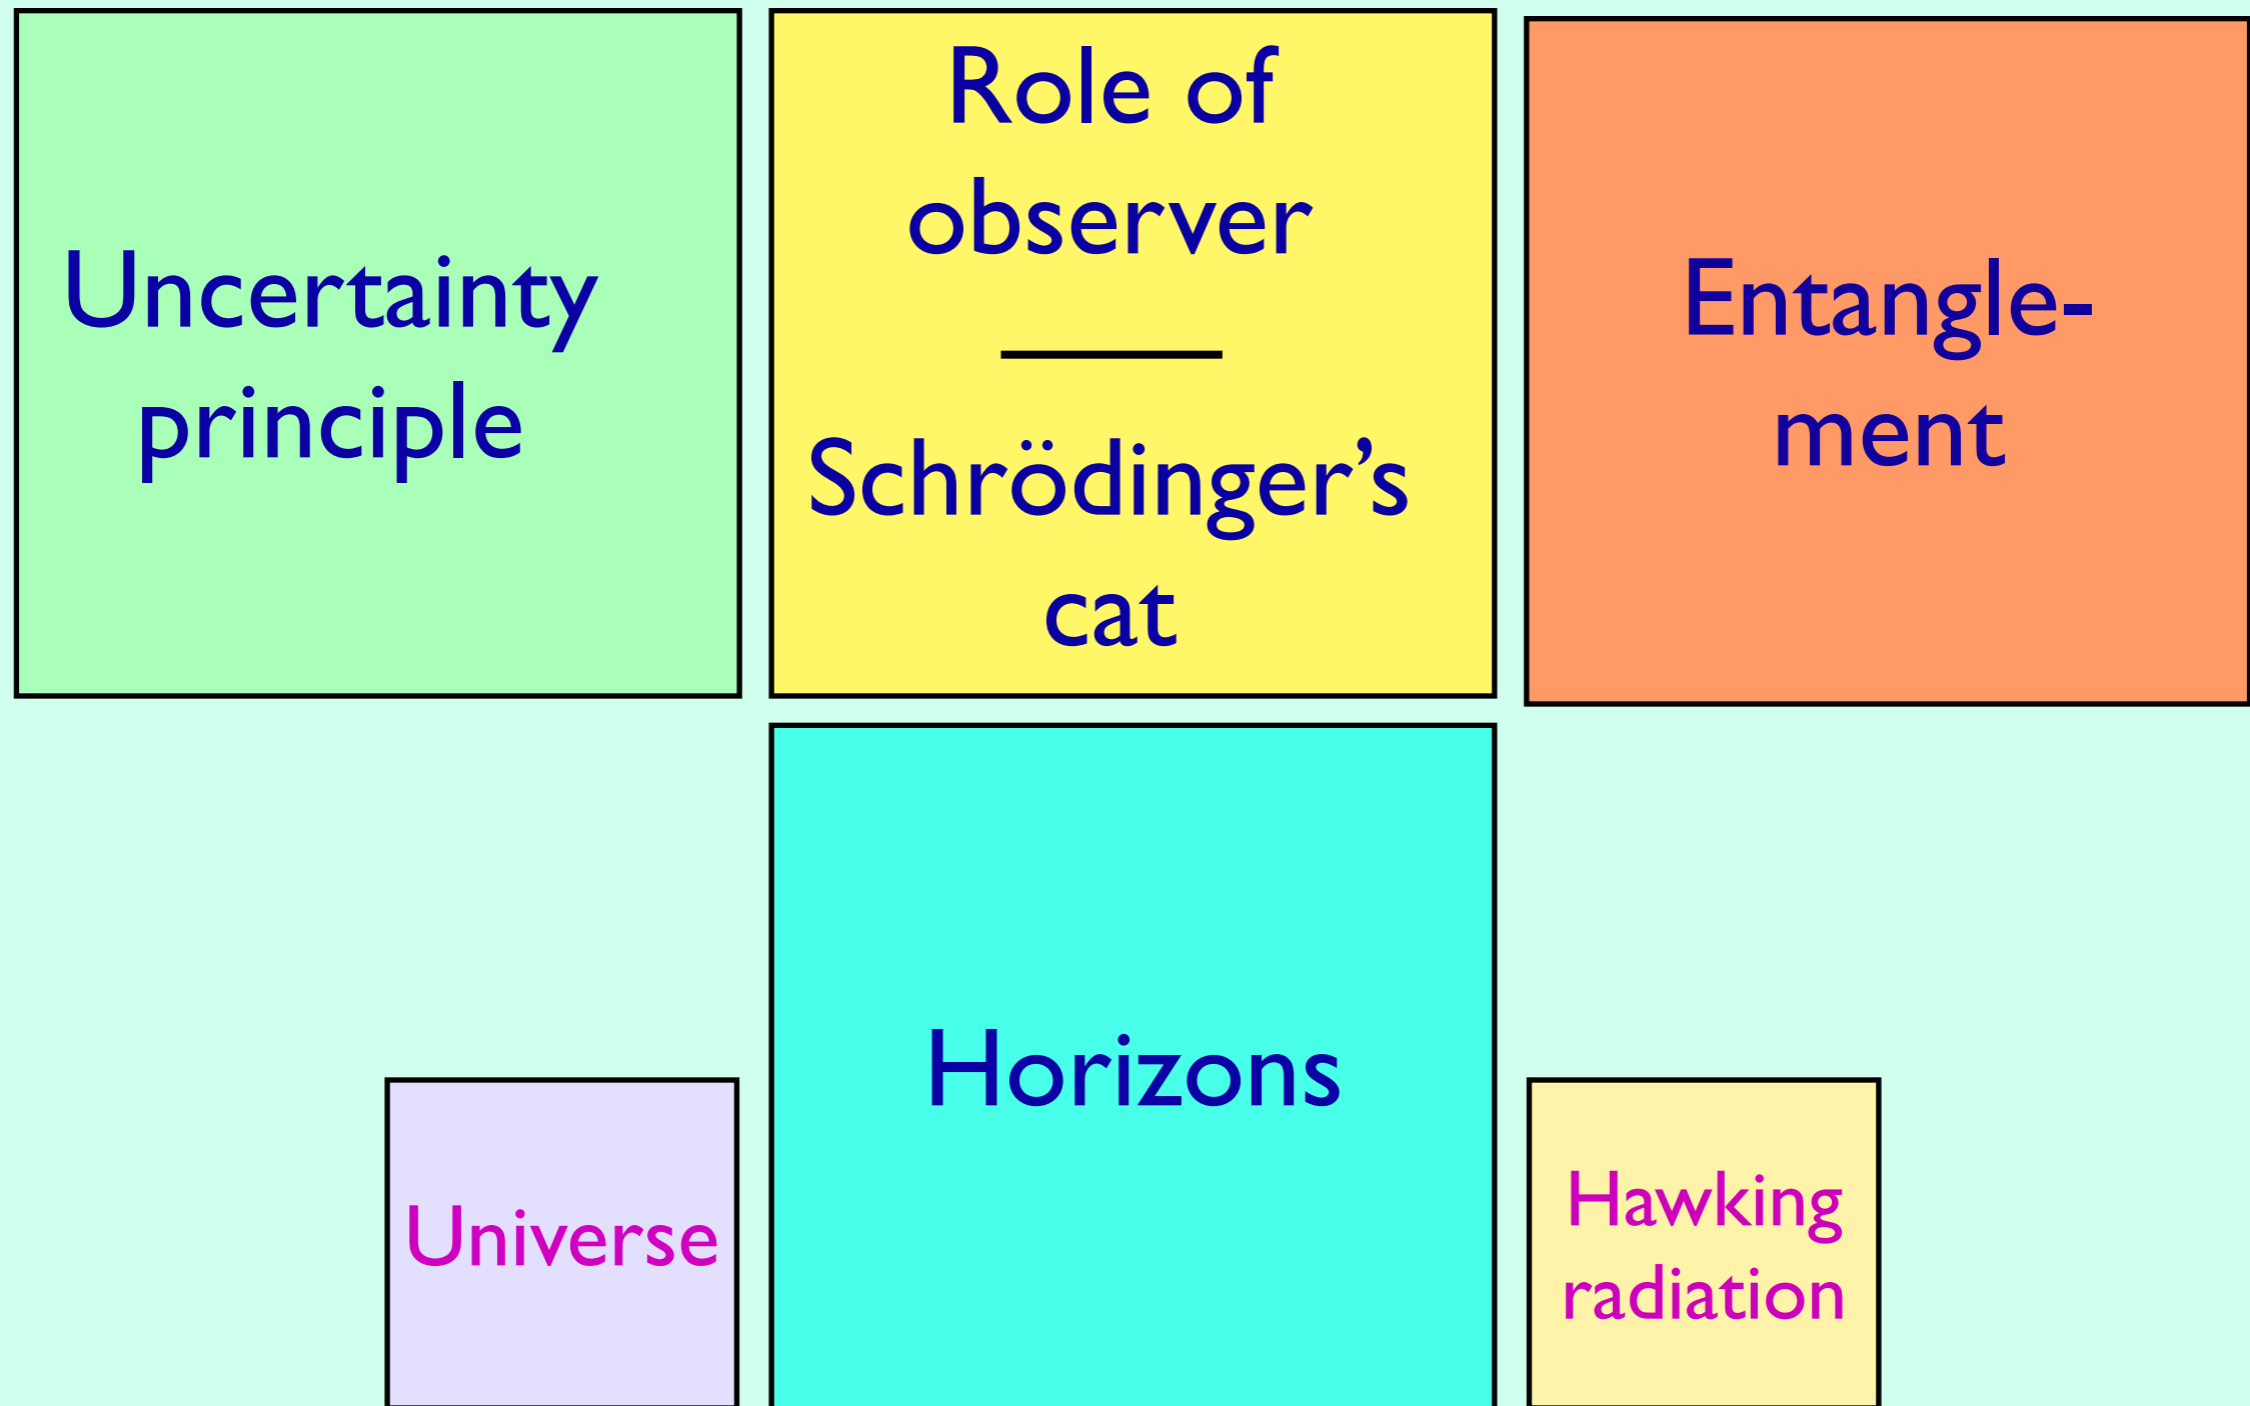 Uncertainty
principle
Role of
observer
Schrödinger’s
cat
Entangle-
ment
Horizons
Universe
Hawking
radiation